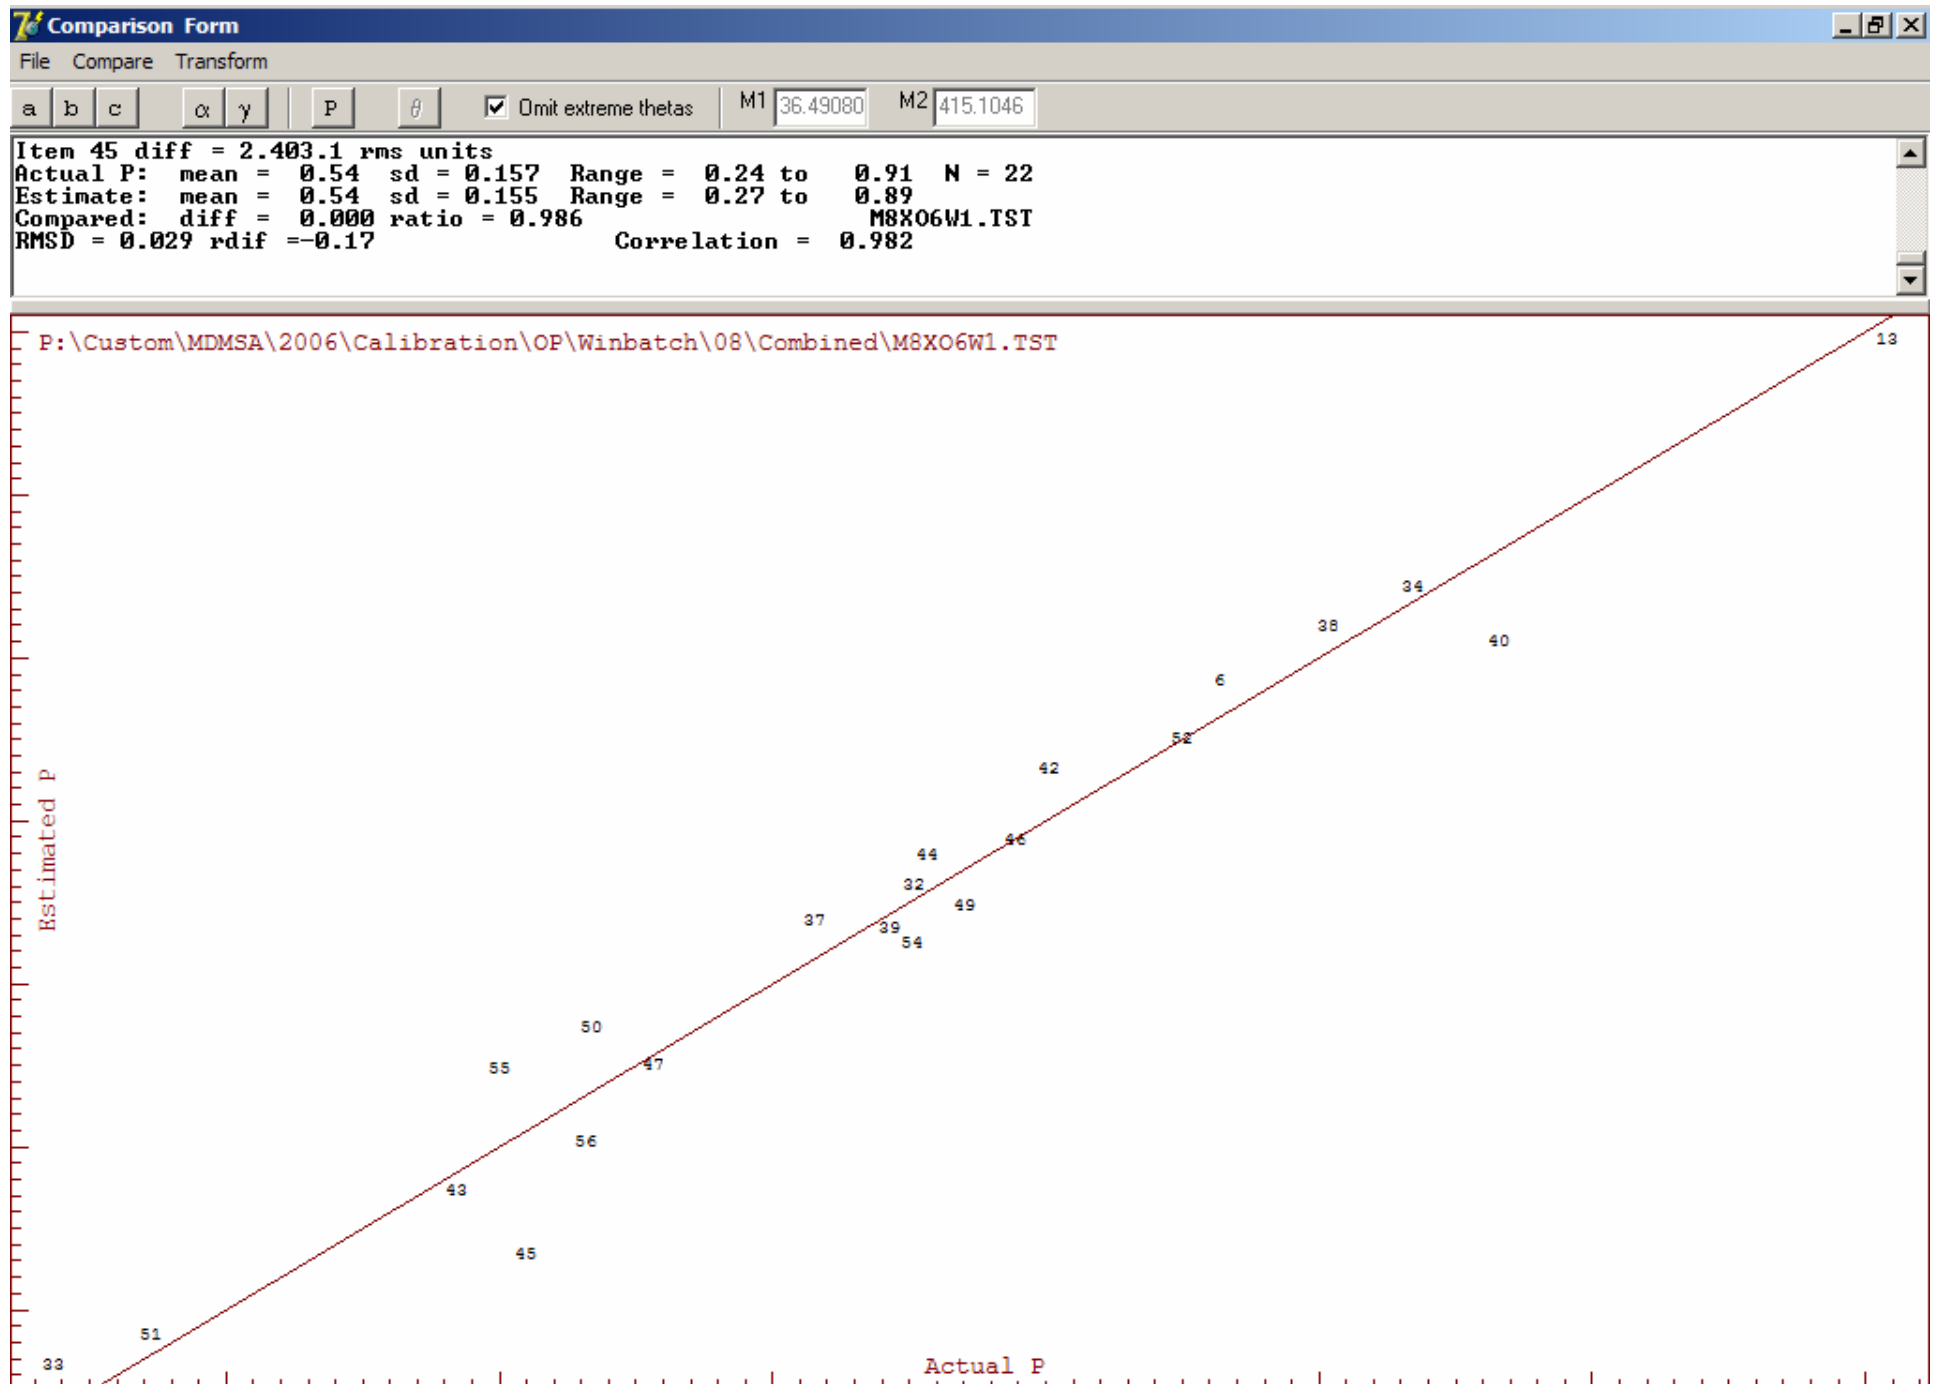 Comparison Form
File Compare Transform
a b c α γ P θ Omit extreme thetas M1 36.49080 M2 415.1046
Item 45 diff = 2.403.1 rms units
Actual P: mean = 0.54 sd = 0.157 Range = 0.24 to 0.91 N = 22
Estimate: mean = 0.54 sd = 0.155 Range = 0.27 to 0.89
Compared: diff = 0.000 ratio = 0.986 M8XO6W1.TST
RMSD = 0.029 rdif =-0.17 Correlation = 0.982
P:\Custom\MDMSA\2006\Calibration\OP\Winbatch\08\Combined\M8XO6W1.TST
13
34
38
40
6
52
42
46
44
32
49
37
39
54
50
47
55
56
43
45
51
33
Estimated P
Actual P